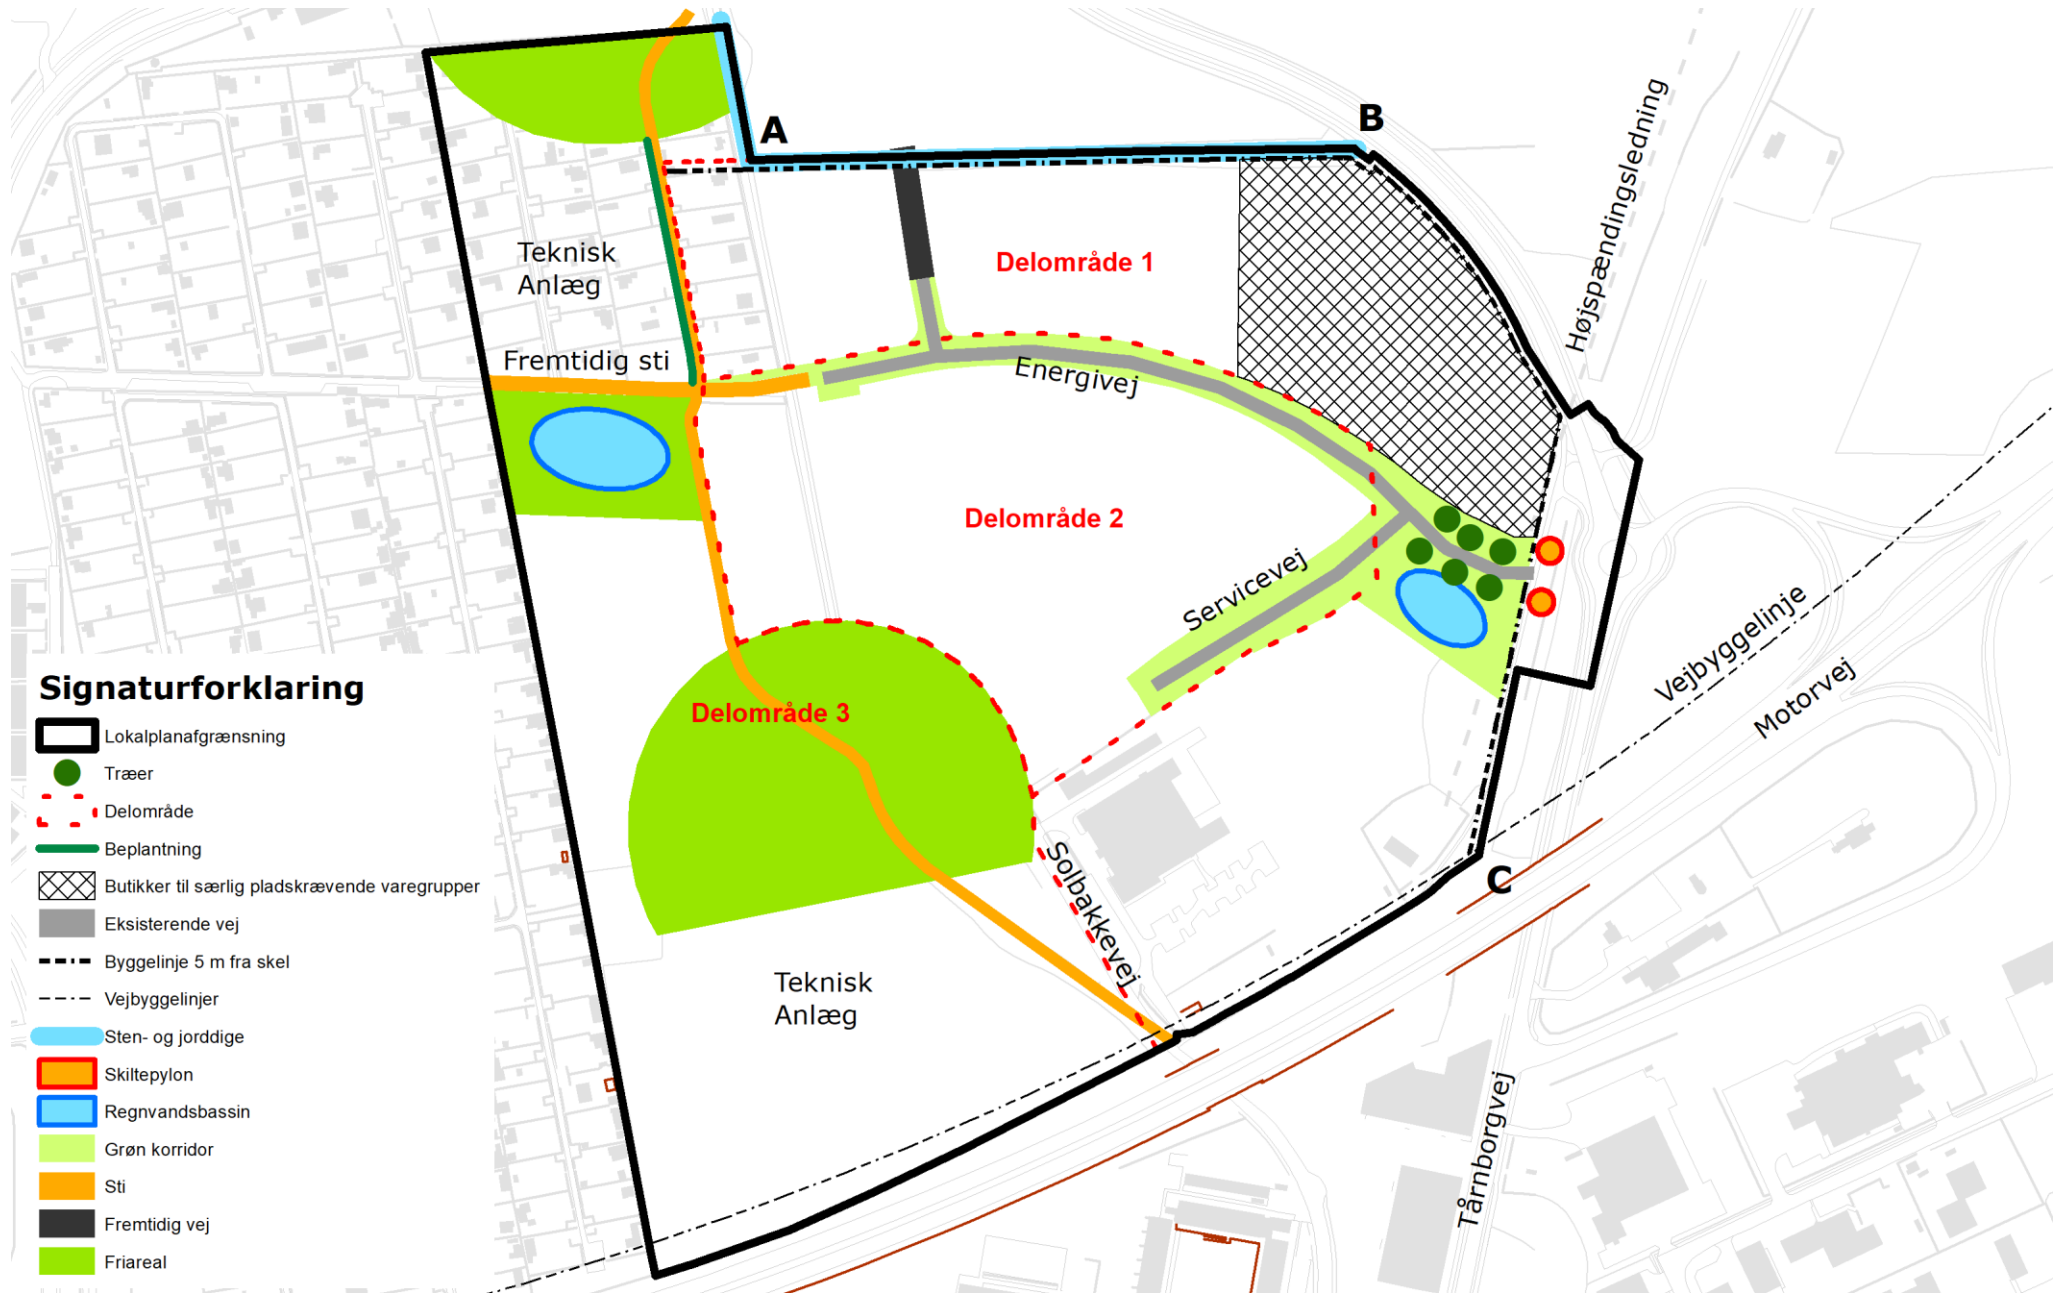 A
B
Højspændingsledning
Teknisk
Anlæg
Delområde 1
Fremtidig sti
Energivej
Delområde 2
Servicevej
Vejbyggelinje
Motorvej
Delområde 3
Solbakkevej
C
Teknisk
Anlæg
Tårnborgvej
Signaturforklaring
Lokalplanafgrænsning
Træer
Delområde
Beplantning
Butikker til særlig pladskrævende varegrupper
Eksisterende vej
Byggelinje 5 m fra skel
Vejbyggelinjer
Sten- og jorddige
Skiltepylon
Regnvandsbassin
Grøn korridor
Sti
Fremtidig vej
Friareal